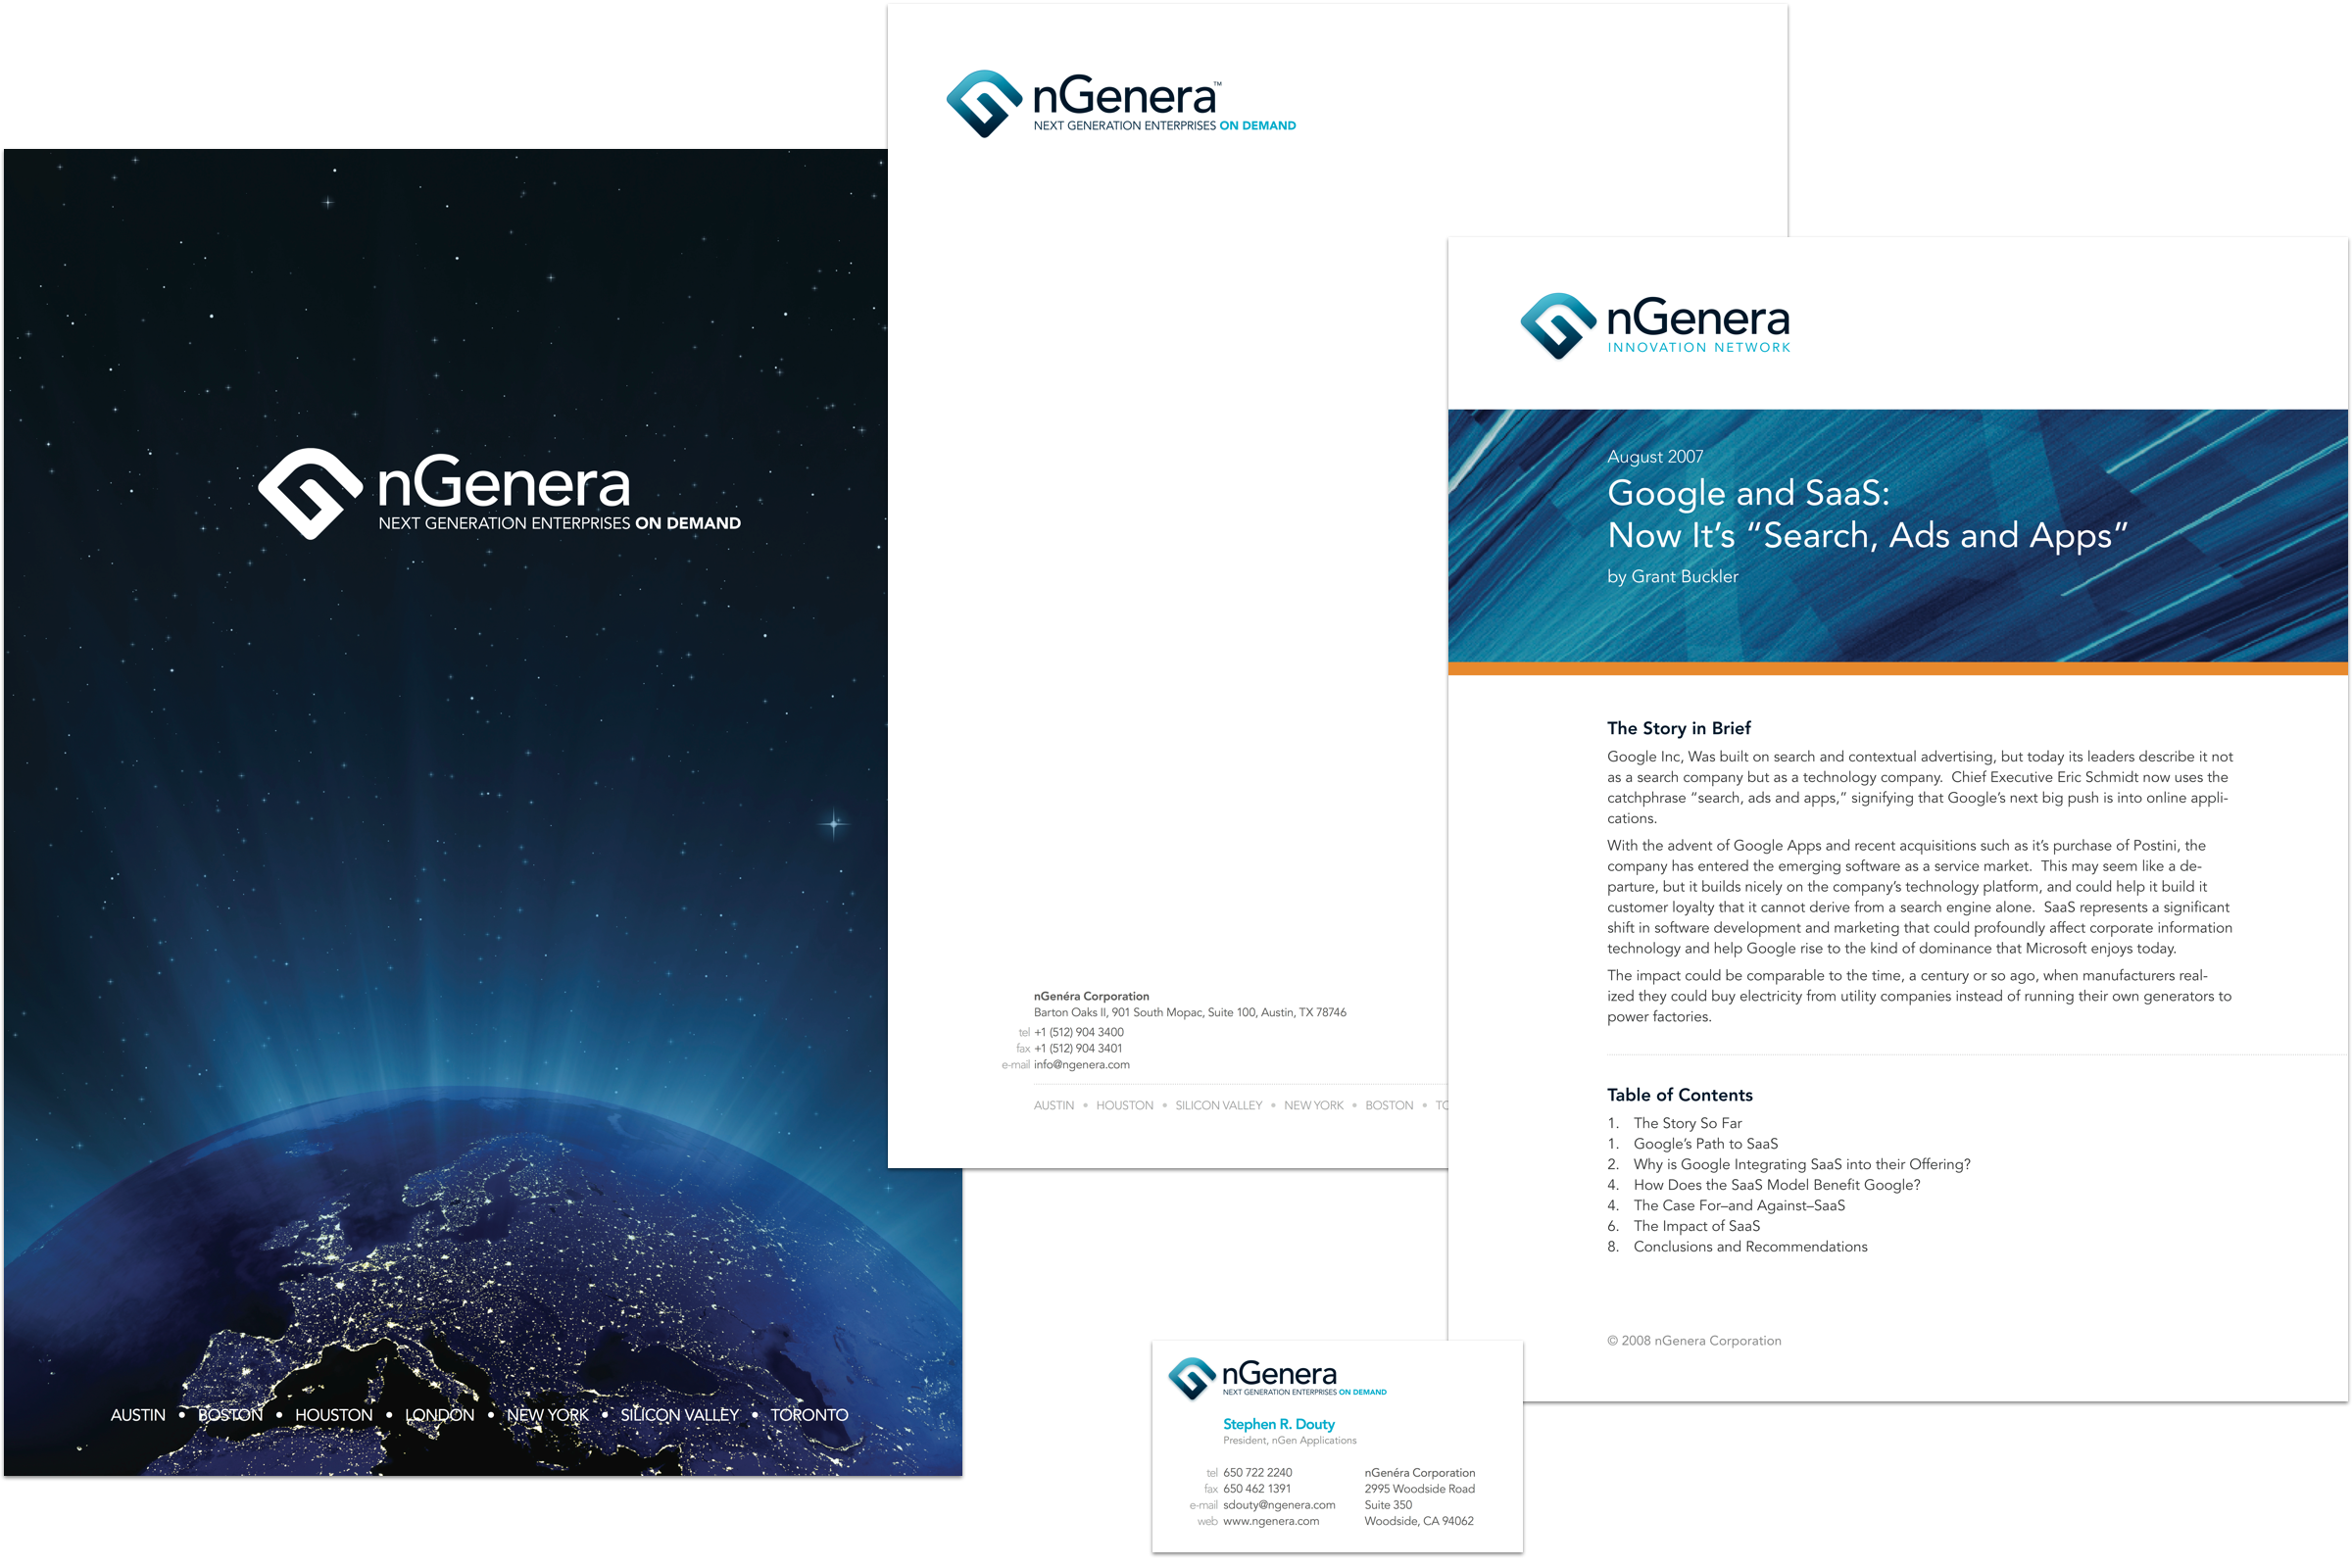 nGenera
NEXT GENERATION ENTERPRISES ON DEMAND
AUSTIN • BOSTON • HOUSTON • LONDON • NEW YORK • SILICON VALLEY • TORONTO
nGenera™
NEXT GENERATION ENTERPRISES ON DEMAND
nGenéra Corporation
Barton Oaks II, 901 South Mopac, Suite 100, Austin, TX 78746
tel +1 (512) 904 3400
fax +1 (512) 904 3401
e-mail info@ngenera.com
AUSTIN • HOUSTON • SILICON VALLEY • NEW YORK • BOSTON •
nGenera
INNOVATION NETWORK
August 2007
Google and SaaS:
Now It's “Search, Ads and Apps”
by Grant Buckler
The Story in Brief
Google Inc, Was built on search and contextual advertising, but today its leaders describe it not
as a search company but as a technology company.  Chief Executive Eric Schmidt now uses the
catchphrase “search, ads and apps,” signifying that Google’s next big push is into online appli-
cations.
With the advent of Google Apps and recent acquisitions such as it’s purchase of Postini, the
company has entered the emerging software as a service market.  This may seem like a de-
parture, but it builds nicely on the company’s technology platform, and could help it build it
customer loyalty that it cannot derive from a search engine alone.  SaaS represents a significant
shift in software development and marketing that could profoundly affect corporate information
technology and help Google rise to the kind of dominance that Microsoft enjoys today.
The impact could be comparable to the time, a century or so ago, when manufacturers real-
ized they could buy electricity from utility companies instead of running their own generators to
power factories.
Table of Contents
1. The Story So Far
1. Google’s Path to SaaS
2. Why is Google Integrating SaaS into their Offering?
4. How Does the SaaS Model Benefit Google?
4. The Case For–and Against–SaaS
6. The Impact of SaaS
8. Conclusions and Recommendations
© 2008 nGenera Corporation
nGenera
NEXT GENERATION ENTERPRISES ON DEMAND
Stephen R. Douty
President, nGen Applications
tel 650 722 2240
fax 650 462 1391
e-mail sdouty@ngenera.com
web www.ngenera.com
nGenéra Corporation
2995 Woodside Road
Suite 350
Woodside, CA 94062